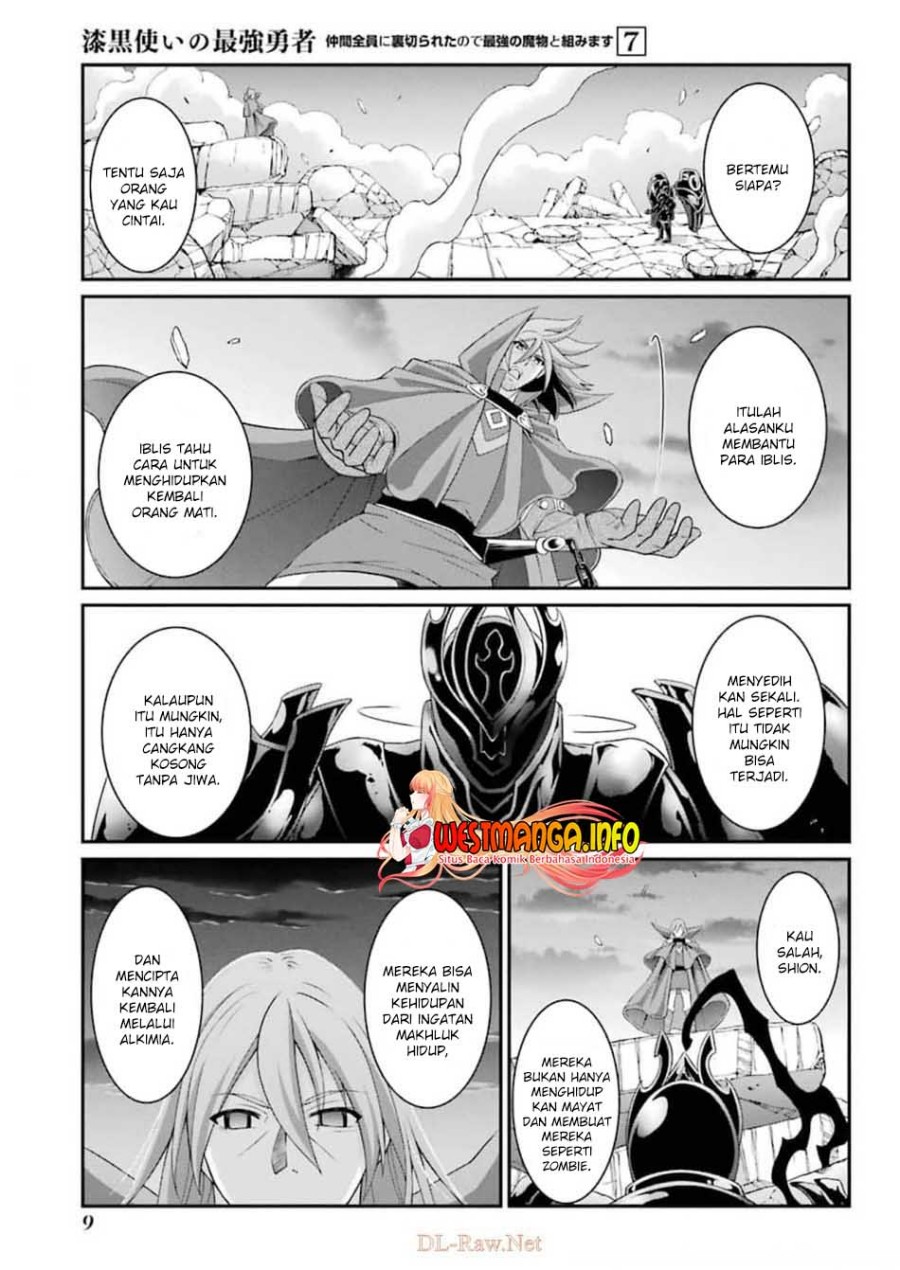 漆黒使いの最強勇者 仲間全員に裏切られたので最強の魔物と組みます 7
BERTEMU
SIAPA?
TENTU SAJA
ORANG
YANG KAU
CINTAI.
ITULAH
ALASANKU
MEMBANTU
PARA IBLIS.
IBLIS TAHU
CARA UNTUK
MENGHIDUPKAN
KEMBALI
ORANG MATI.
MENYEDIH
KAN SEKALI.
HAL SEPERTI
ITU TIDAK
MUNGKIN
BISA
TERJADI.
KALAUPUN
ITU MUNGKIN,
ITU HANYA
CANGKANG
KOSONG
TANPA JIWA.
WESTMANGA.INFO
Situs Baca Komik Berbahasa Indonesia
KAU
SALAH,
SHION.
MEREKA
BUKAN HANYA
MENGHIDUP
KAN MAYAT
DAN MEMBUAT
MEREKA
SEPERTI
ZOMBIE.
MEREKA BISA
MENYALIN
KEHIDUPAN
DARI INGATAN
MAKHLUK
HIDUP,
DAN
MENCIPTA
KANNYA
KEMBALI
MELALUI
ALKIMIA.
9
DL-Raw.Net